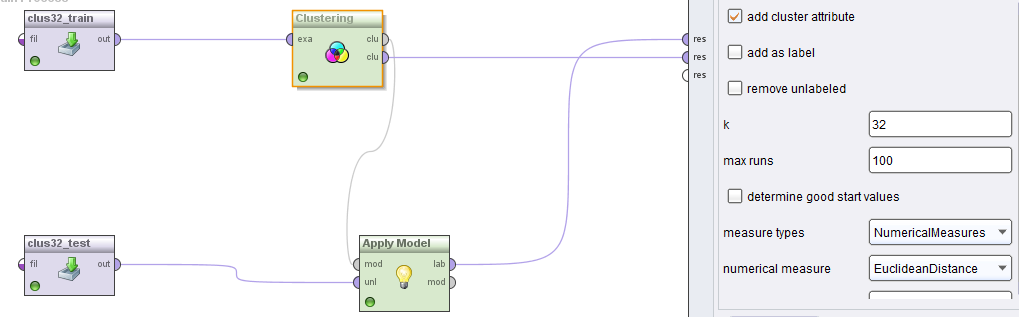 clus32_train
fil
out
Clustering
exa
clu
clu
res
res
res
clus32_test
fil
out
Apply Model
mod
lab
unl
mod
add cluster attribute
add as label
remove unlabeled
k
32
max runs
100
determine good start values
measure types
NumericalMeasures
numerical measure
EuclideanDistance